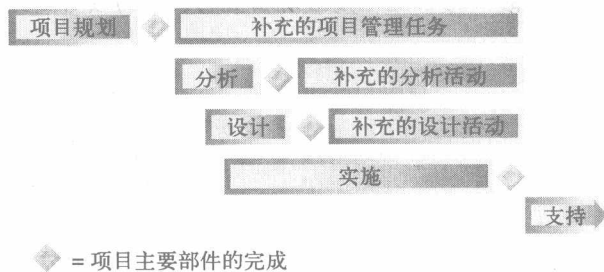 项目规划 补充的项目管理任务
分析 补充的分析活动
设计 补充的设计活动
实施
支持
= 项目主要部件的完成